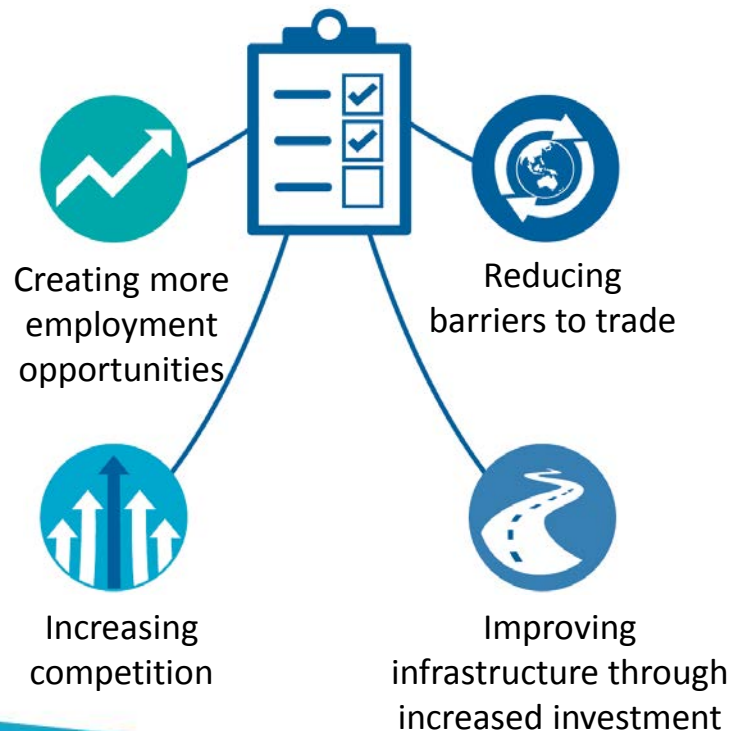 Creating more
employment
opportunities
Reducing
barriers to trade
Increasing
competition
Improving
infrastructure through
increased investment